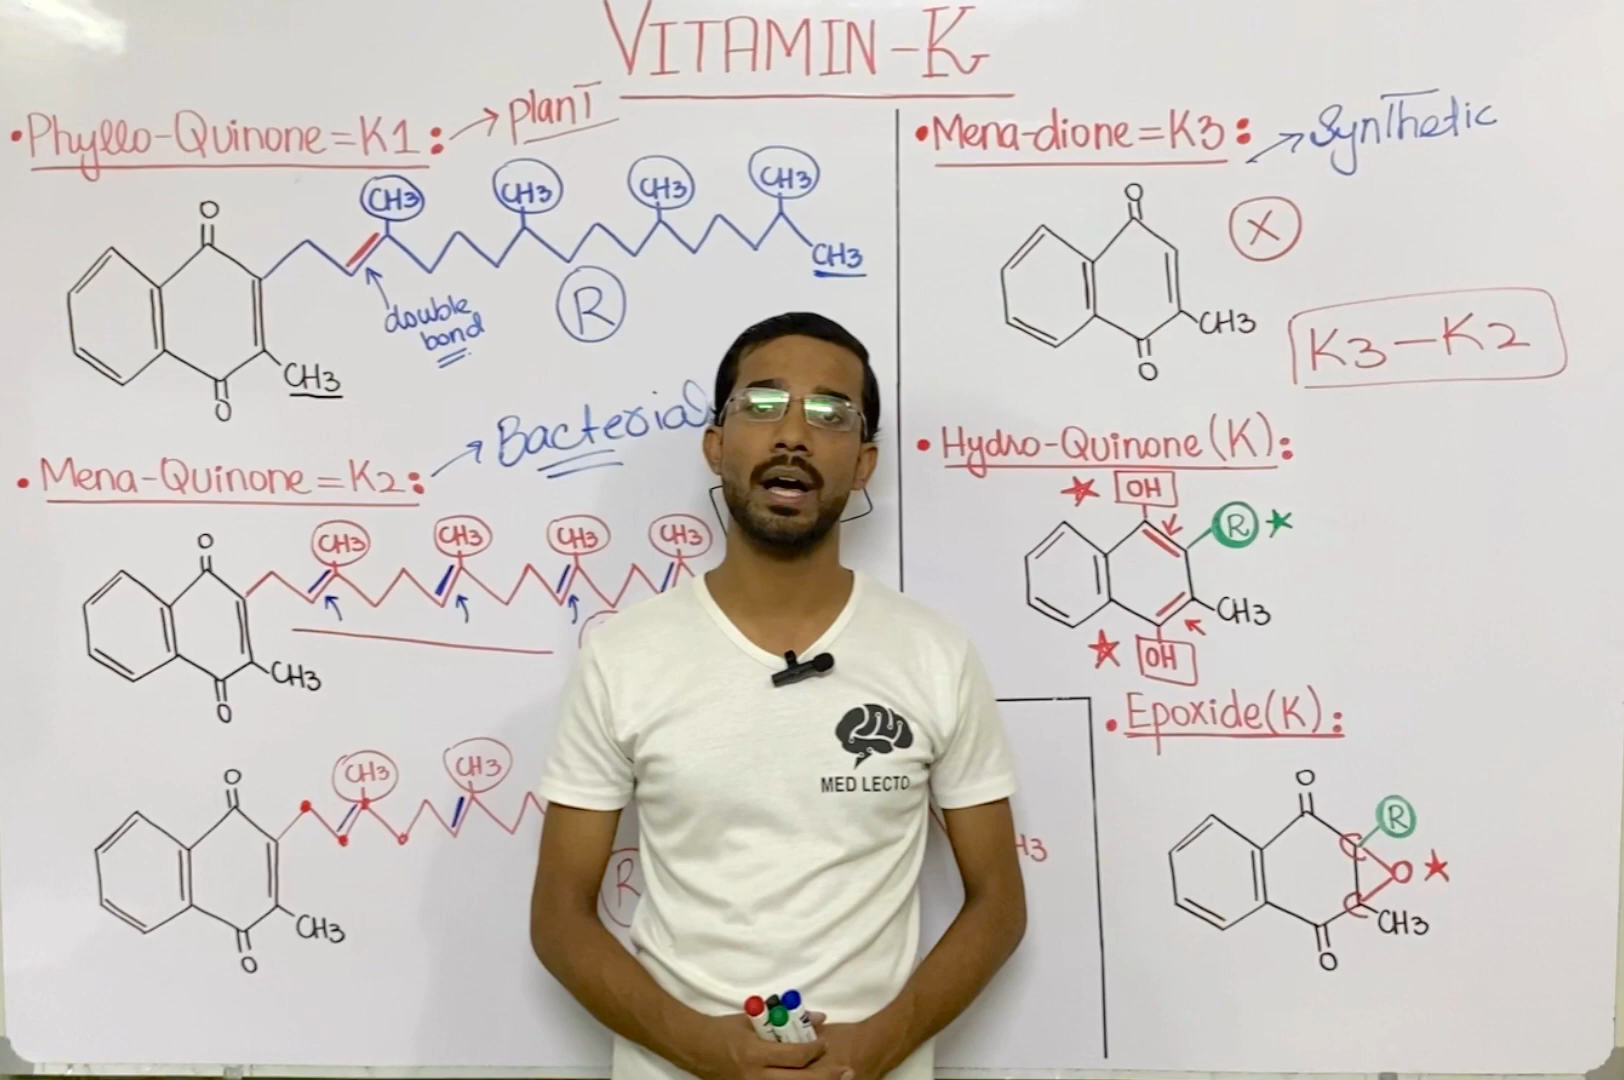 VITAMIN-K
• Phyllo-Quinone=K1: → planT
CH3 CH3 CH3 CH3
O
CH3
double
bond
R
CH3
O
• Mena-Quinone=K2: → Bacterial
O
CH3 CH3 CH3 CH3
CH3
O
CH3 CH3
O
R
H3
CH3
O
• Mena-dione=K3: → SynThetic
O
X
CH3
O
K3-K2
• Hydro-Quinone(K):
OH
R
CH3
OH
• Epoxide(K):
O
R
O
CH3
O
MED LECTO